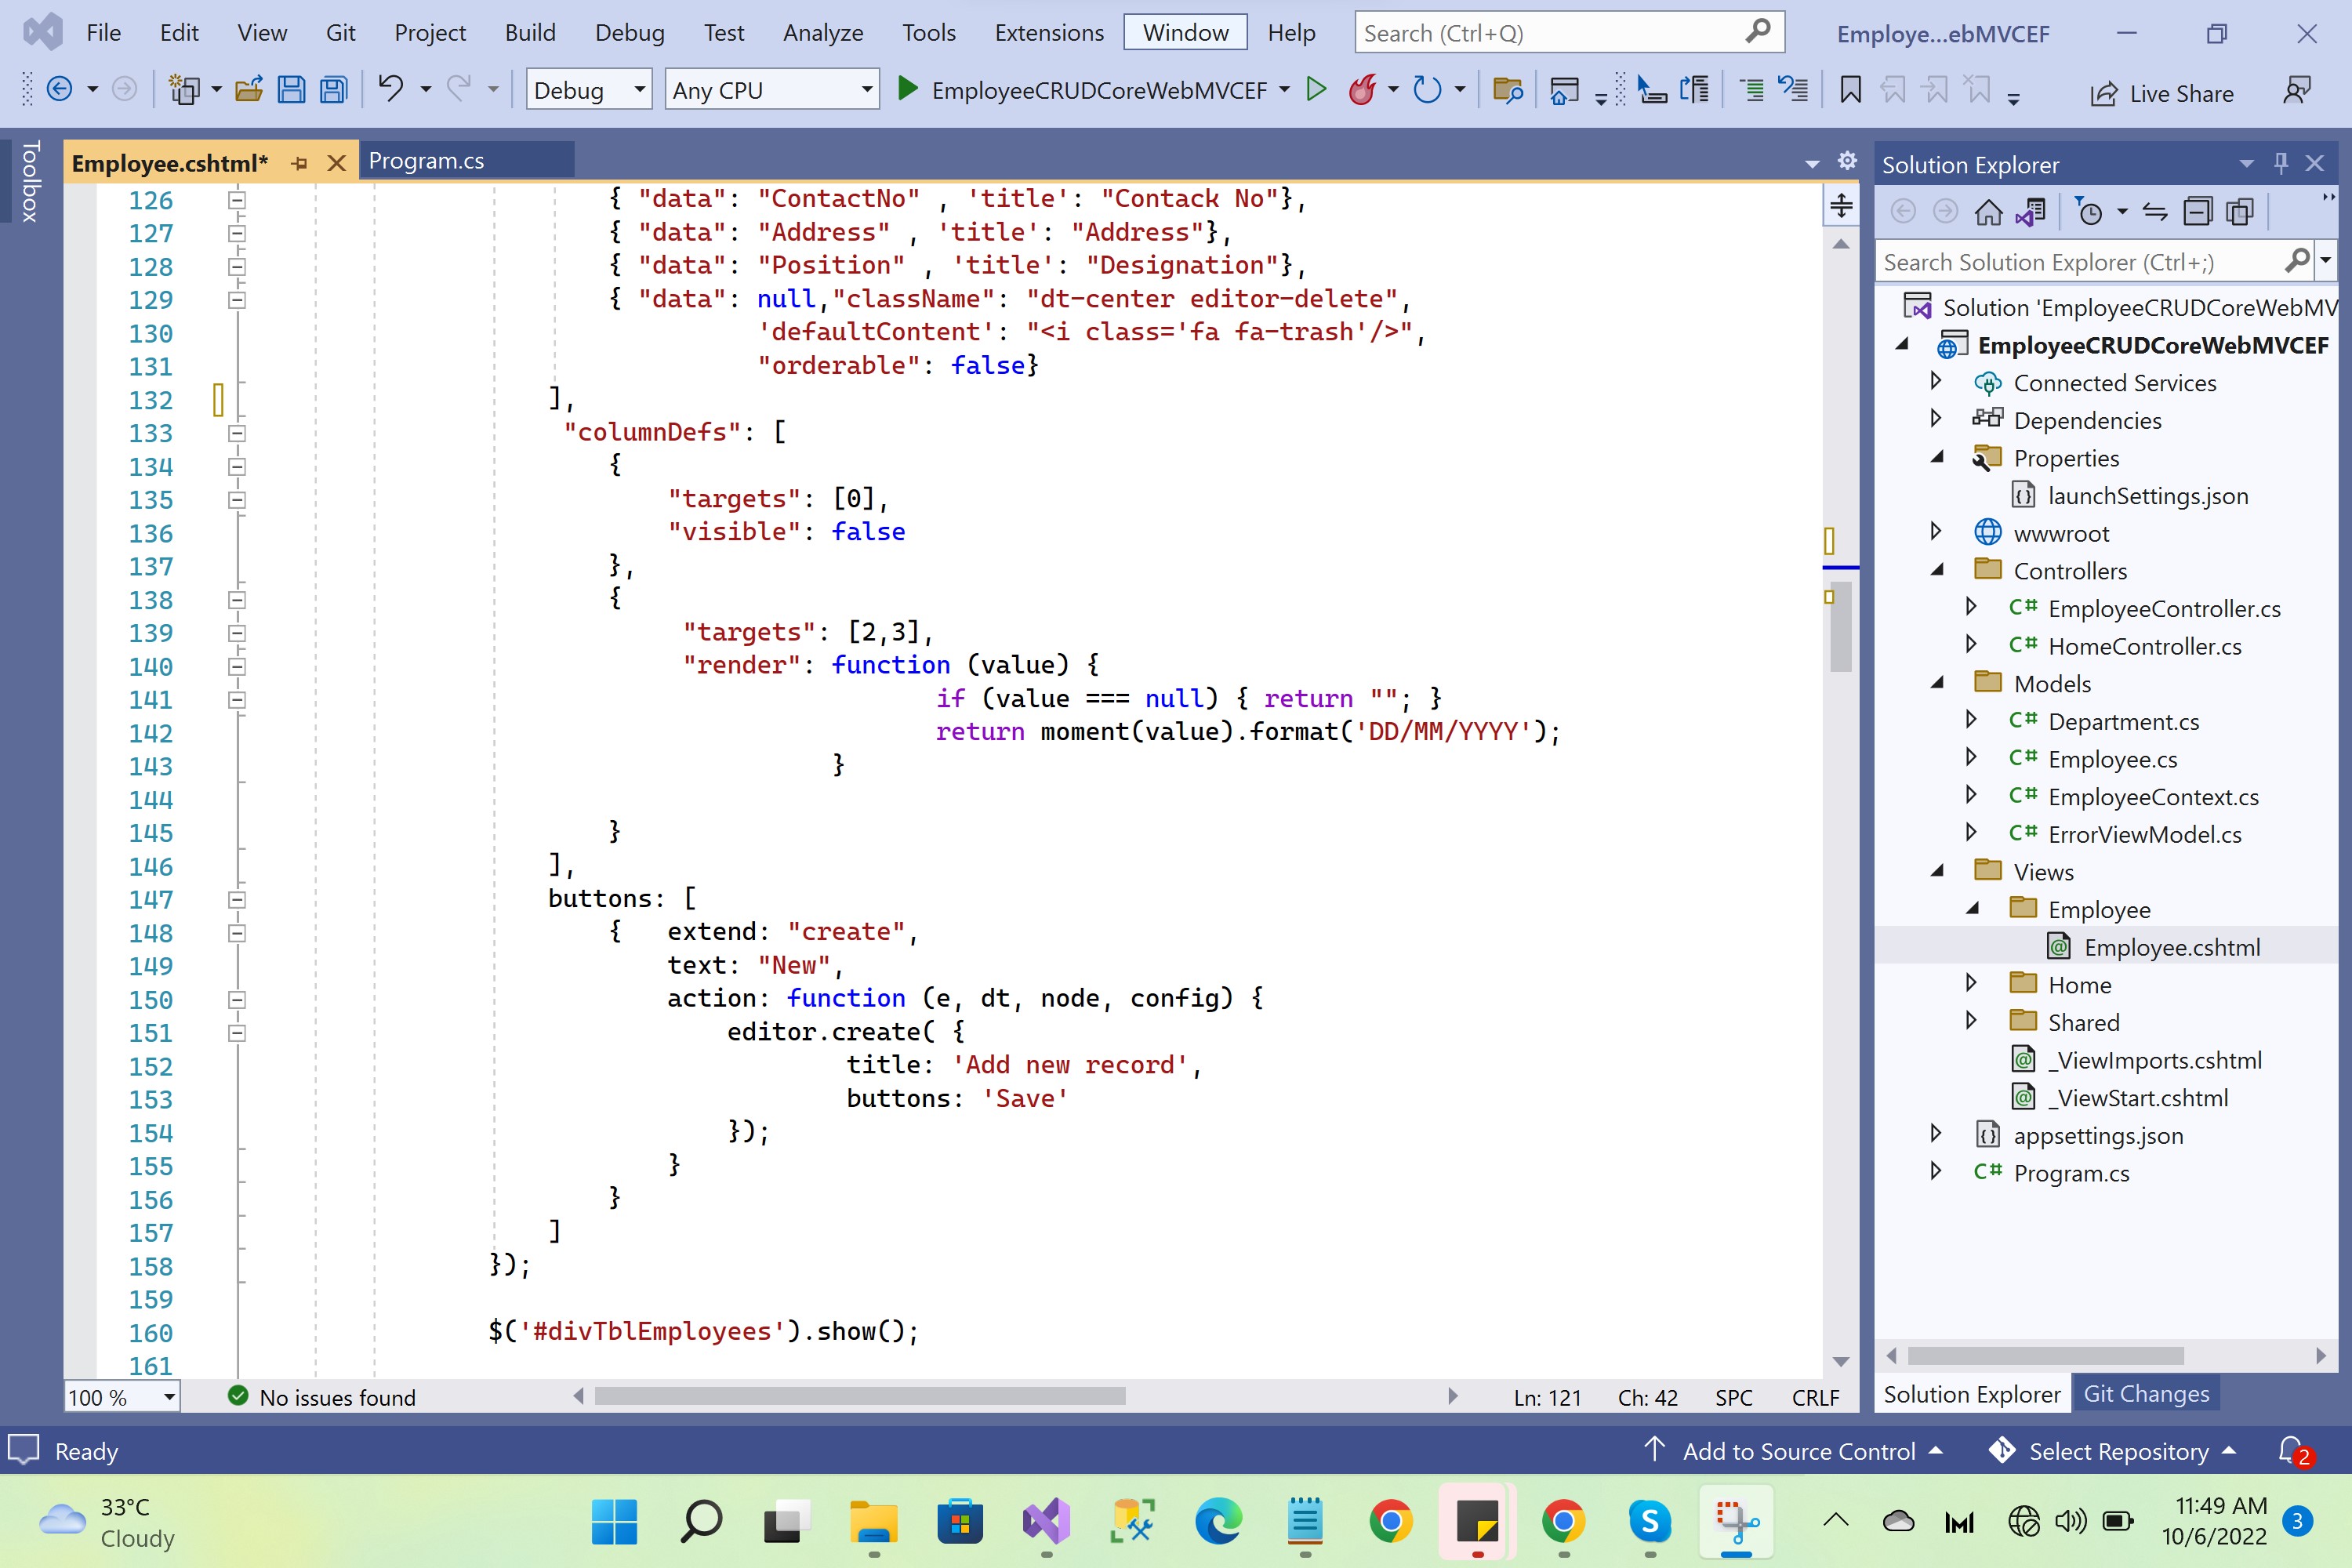 File Edit View Git Project Build Debug Test Analyze Tools Extensions Window Help Search (Ctrl+Q) Employe...ebMVCEF
Debug Any CPU EmployeeCRUDCoreWebMVCEF Live Share
Toolbox
Employee.cshtml* Program.cs
126 { "data": "ContactNo" , 'title': "Contack No"},
127 { "data": "Address" , 'title': "Address"},
128 { "data": "Position" , 'title': "Designation"},
129 { "data": null,"className": "dt-center editor-delete",
130 'defaultContent': "<i class='fa fa-trash'/>",
131 "orderable": false}
132 ],
133 "columnDefs": [
134 {
135 "targets": [0],
136 "visible": false
137 },
138 {
139 "targets": [2,3],
140 "render": function (value) {
141 if (value === null) { return ""; }
142 return moment(value).format('DD/MM/YYYY');
143 }
144
145 }
146 ],
147 buttons: [
148 { extend: "create",
149 text: "New",
150 action: function (e, dt, node, config) {
151 editor.create( {
152 title: 'Add new record',
153 buttons: 'Save'
154 });
155 }
156 }
157 ]
158 });
159
160 $('#divTblEmployees').show();
161
100 % No issues found Ln: 121 Ch: 42 SPC CRLF
Solution Explorer
Search Solution Explorer (Ctrl+;)
Solution 'EmployeeCRUDCoreWebMV
EmployeeCRUDCoreWebMVCEF
Connected Services
Dependencies
Properties
launchSettings.json
wwwroot
Controllers
C# EmployeeController.cs
C# HomeController.cs
Models
C# Department.cs
C# Employee.cs
C# EmployeeContext.cs
C# ErrorViewModel.cs
Views
Employee
Employee.cshtml
Home
Shared
_ViewImports.cshtml
_ViewStart.cshtml
appsettings.json
C# Program.cs
Solution Explorer Git Changes
Ready Add to Source Control Select Repository 2
33°C
Cloudy
11:49 AM
10/6/2022
3